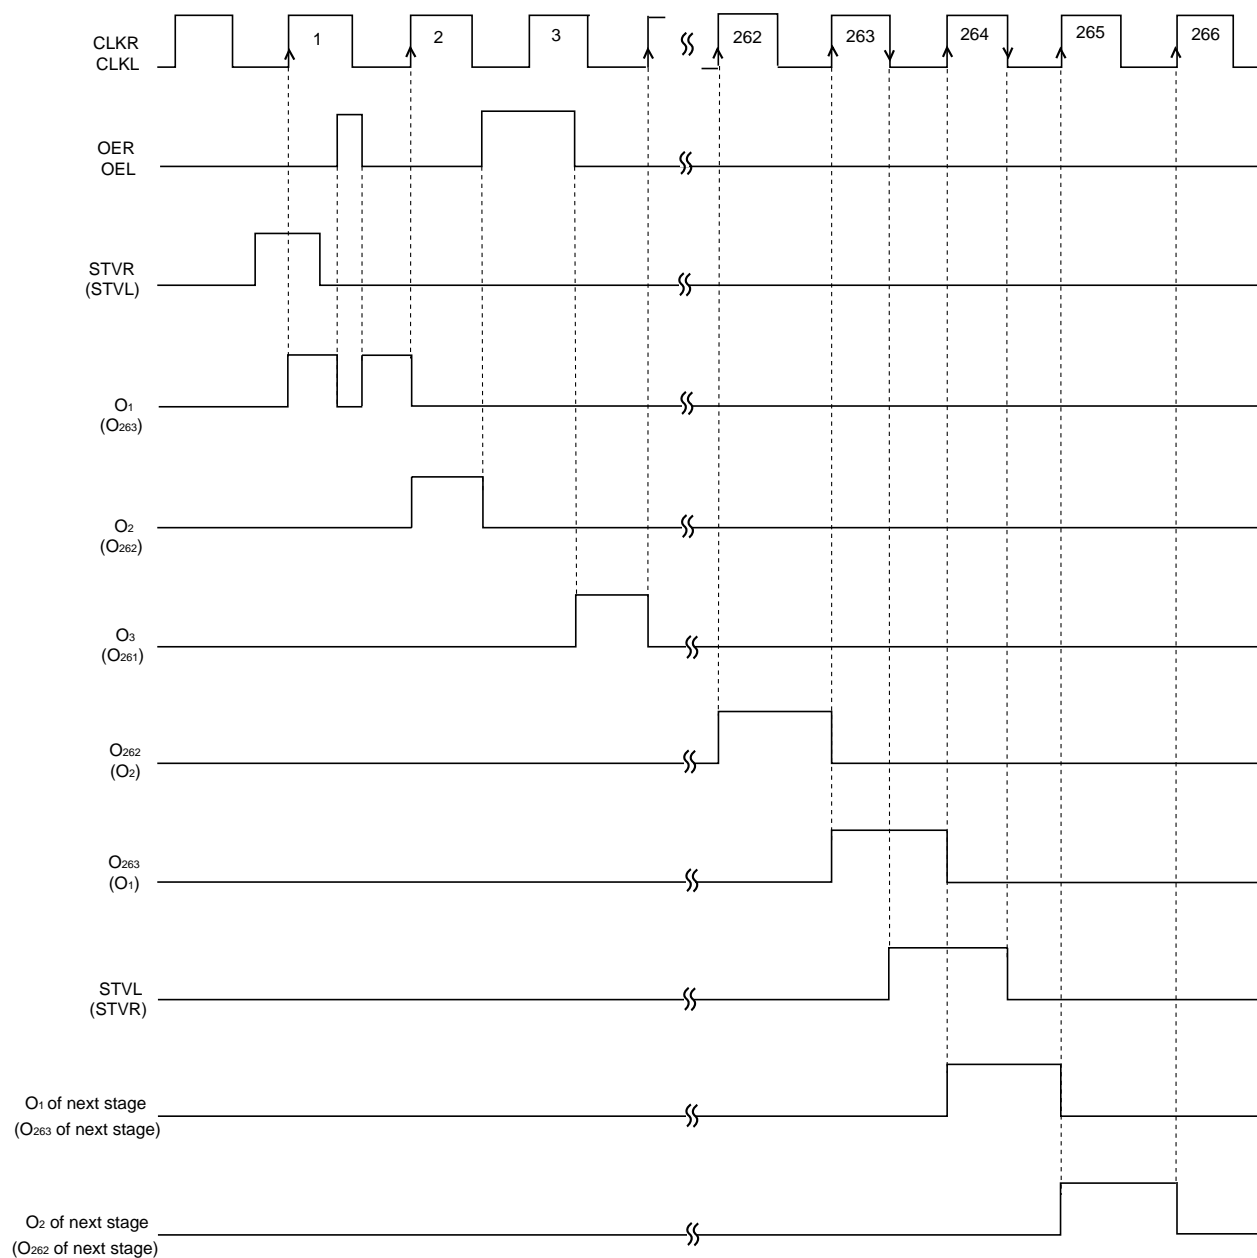 CLKR
CLKL
1
2
3
262
263
264
265
266
OER
OEL
STVR
(STVL)
O1
(O263)
O2
(O262)
O3
(O261)
O262
(O2)
O263
(O1)
STVL
(STVR)
O1 of next stage
(O263 of next stage)
O2 of next stage
(O262 of next stage)